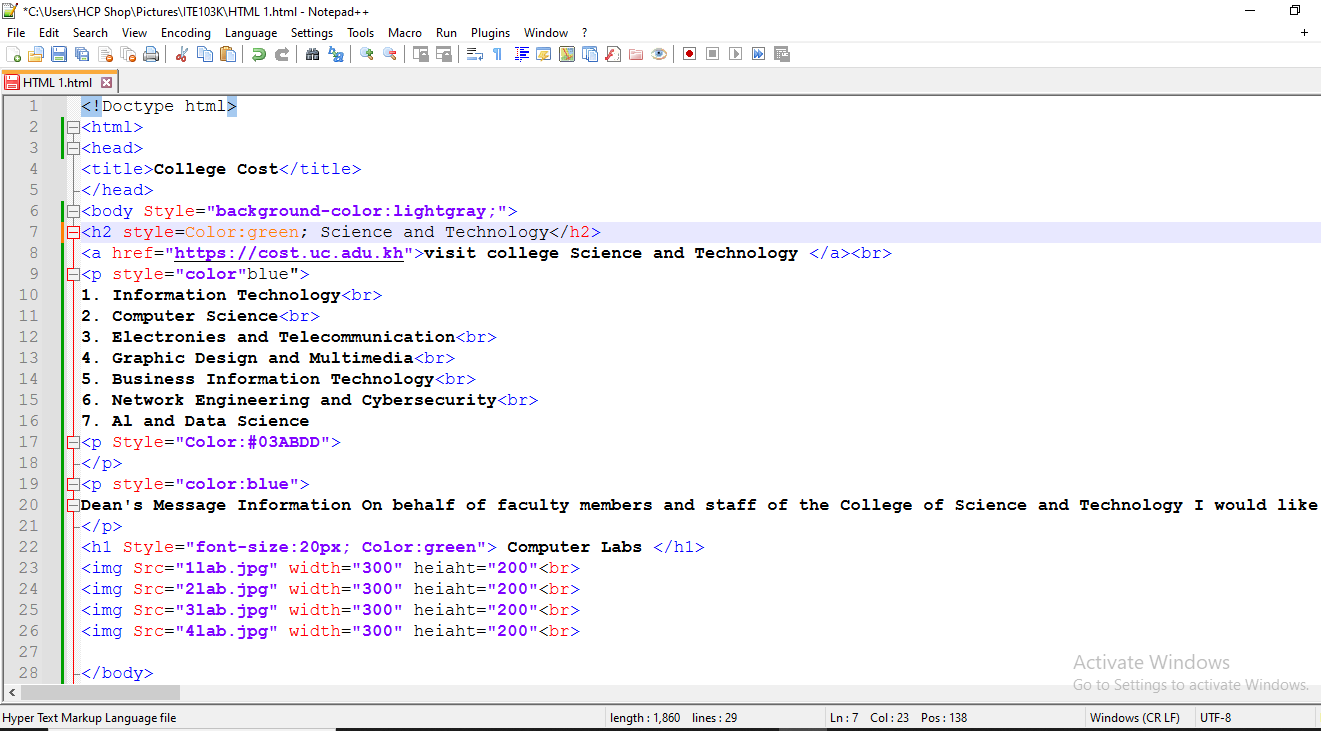 *C:\Users\HCP Shop\Pictures\ITE103K\HTML 1.html - Notepad++
File Edit Search View Encoding Language Settings Tools Macro Run Plugins Window ?
+
HTML 1.html
1 <!Doctype html>
2 <html>
3 <head>
4 <title>College Cost</title>
5 </head>
6 <body Style="background-color:lightgray;">
7 <h2 style=Color:green; Science and Technology</h2>
8 <a href="https://cost.uc.adu.kh">visit college Science and Technology </a><br>
9 <p style="color"blue">
10 1. Information Technology<br>
11 2. Computer Science<br>
12 3. Electronies and Telecommunication<br>
13 4. Graphic Design and Multimedia<br>
14 5. Business Information Technology<br>
15 6. Network Engineering and Cybersecurity<br>
16 7. Al and Data Science
17 <p Style="Color:#03ABDD">
18 </p>
19 <p style="color:blue">
20 Dean's Message Information On behalf of faculty members and staff of the College of Science and Technology I would like
21 </p>
22 <h1 Style="font-size:20px; Color:green"> Computer Labs </h1>
23 <img Src="1lab.jpg" width="300" heiaht="200"<br>
24 <img Src="2lab.jpg" width="300" heiaht="200"<br>
25 <img Src="3lab.jpg" width="300" heiaht="200"<br>
26 <img Src="4lab.jpg" width="300" heiaht="200"<br>
27
28 </body>
Activate Windows
Go to Settings to activate Windows.
Hyper Text Markup Language file length : 1,860 lines : 29 Ln : 7 Col : 23 Pos : 138 Windows (CR LF) UTF-8